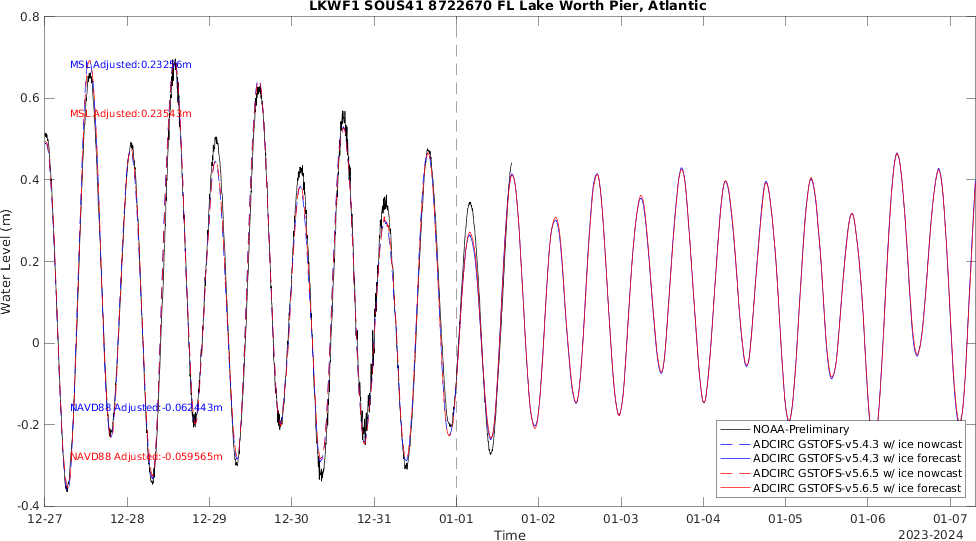 LKWF1 SOUS41 8722670 FL Lake Worth Pier, Atlantic
0.8
MSL Adjusted:0.23256m
0.6
MSL Adjusted:0.23543m
0.4
0.2
Water Level (m)
0
NAVD88 Adjusted:-0.062443m
-0.2
NAVD88 Adjusted:-0.059565m
-0.4
NOAA-Preliminary
ADCIRC GSTOFS-v5.4.3 w/ ice nowcast
ADCIRC GSTOFS-v5.4.3 w/ ice forecast
ADCIRC GSTOFS-v5.6.5 w/ ice nowcast
ADCIRC GSTOFS-v5.6.5 w/ ice forecast
12-27 12-28 12-29 12-30 12-31 01-01 01-02 01-03 01-04 01-05 01-06 01-07
Time
2023-2024